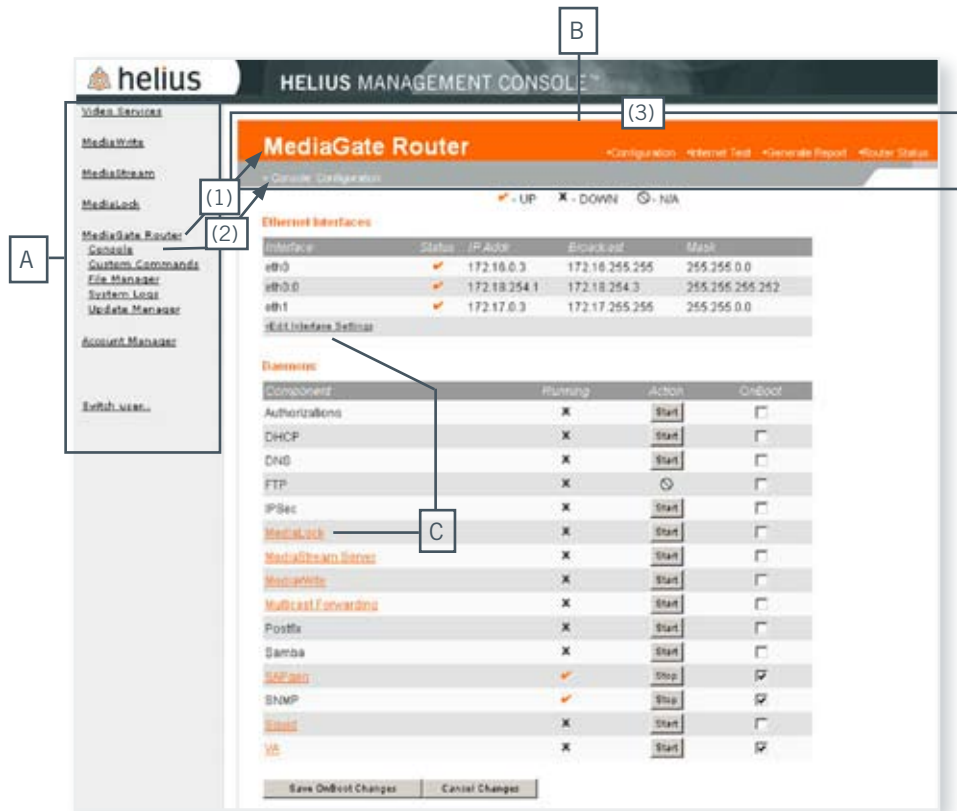 B
helius
HELIUS MANAGEMENT CONSOLE™
Video Services
MediaWrite
MediaStream
MediaLock
MediaGate Router
Console
Custom Commands
File Manager
System Logs
Update Manager
Account Manager
Switch user..
A
(1)
(2)
(3)
MediaGate Router
•Configuration •Internet Test •Generate Report •Router Status
Console: Configuration
- UP X - DOWN - N/A
Ethernet Interfaces
Interface Status IP Addr Broadcast Mask
eth0 172.16.0.3 172.16.255.255 255.255.0.0
eth0:0 172.18.254.1 172.18.254.3 255.255.255.252
eth1 172.17.0.3 172.17.255.255 255.255.0.0
•Edit Interface Settings
Daemons
Component Running Action OnBoot
Authorizations X Start
DHCP X Start
DNS X Start
FTP X
IPSec X Start
MediaLock X Start
C
MediaStream Server X Start
MediaWrite X Start
Multicast Forwarding X Start
Postfix X Start
Samba X Start
SAPgen Stop
SNMP Stop
Squid X Start
VA X Start
Save OnBoot Changes Cancel Changes